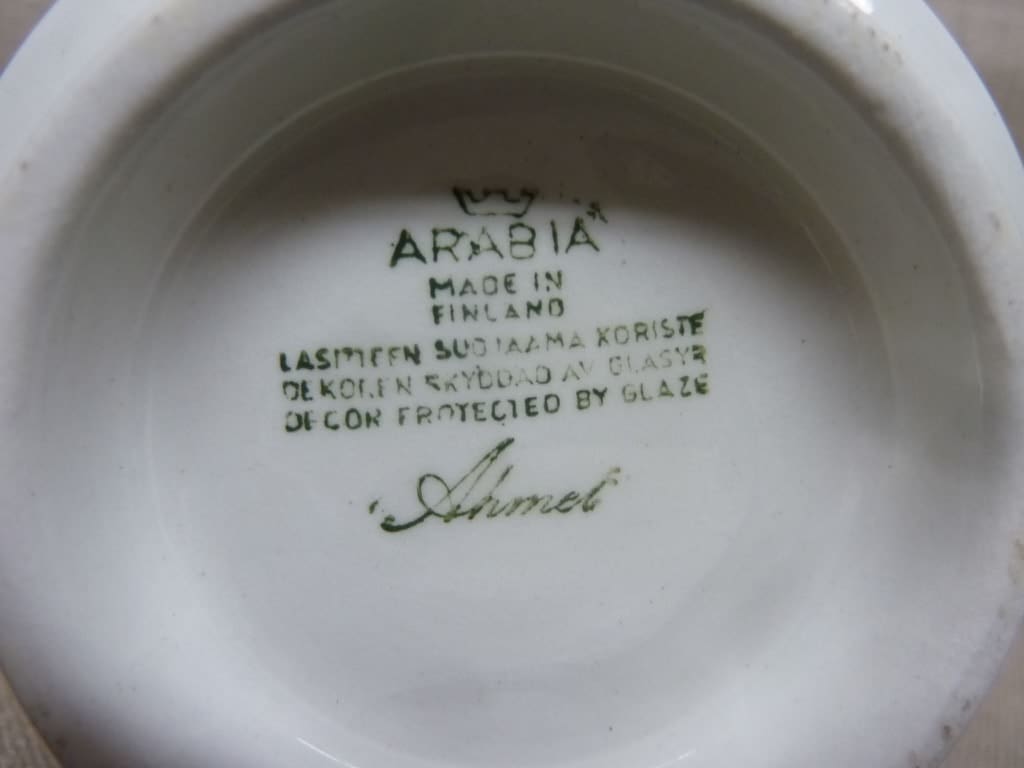 ARABIA
MADE IN
FINLAND
LASITTEEN SUOJAAMA KORISTE
DEKOREN SKYDDAD AV GLASYR
DECOR PROTECTED BY GLAZE
Ahmet